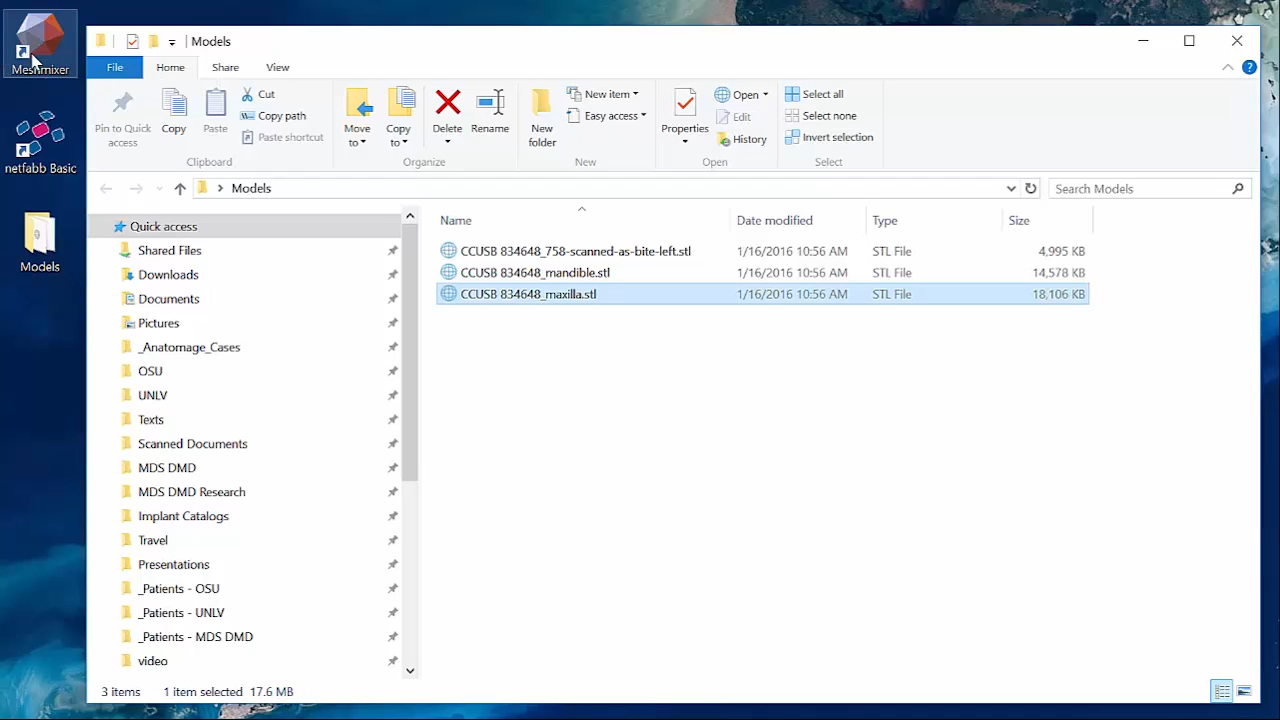 Meshmixer
netfabb Basic
Models
Models
File Home Share View
Pin to Quick access
Copy
Paste
Cut
Copy path
Paste shortcut
Clipboard
Move to
Copy to
Delete
Rename
Organize
New folder
New item
Easy access
New
Properties
Open
Edit
History
Open
Select all
Select none
Invert selection
Select
Models
Search Models
Quick access
Shared Files
Downloads
Documents
Pictures
_Anatomage_Cases
OSU
UNLV
Texts
Scanned Documents
MDS DMD
MDS DMD Research
Implant Catalogs
Travel
Presentations
_Patients - OSU
_Patients - UNLV
_Patients - MDS DMD
video
Name Date modified Type Size
CCUSB 834648_758-scanned-as-bite-left.stl 1/16/2016 10:56 AM STL File 4,995 KB
CCUSB 834648_mandible.stl 1/16/2016 10:56 AM STL File 14,578 KB
CCUSB 834648_maxilla.stl 1/16/2016 10:56 AM STL File 18,106 KB
3 items 1 item selected 17.6 MB